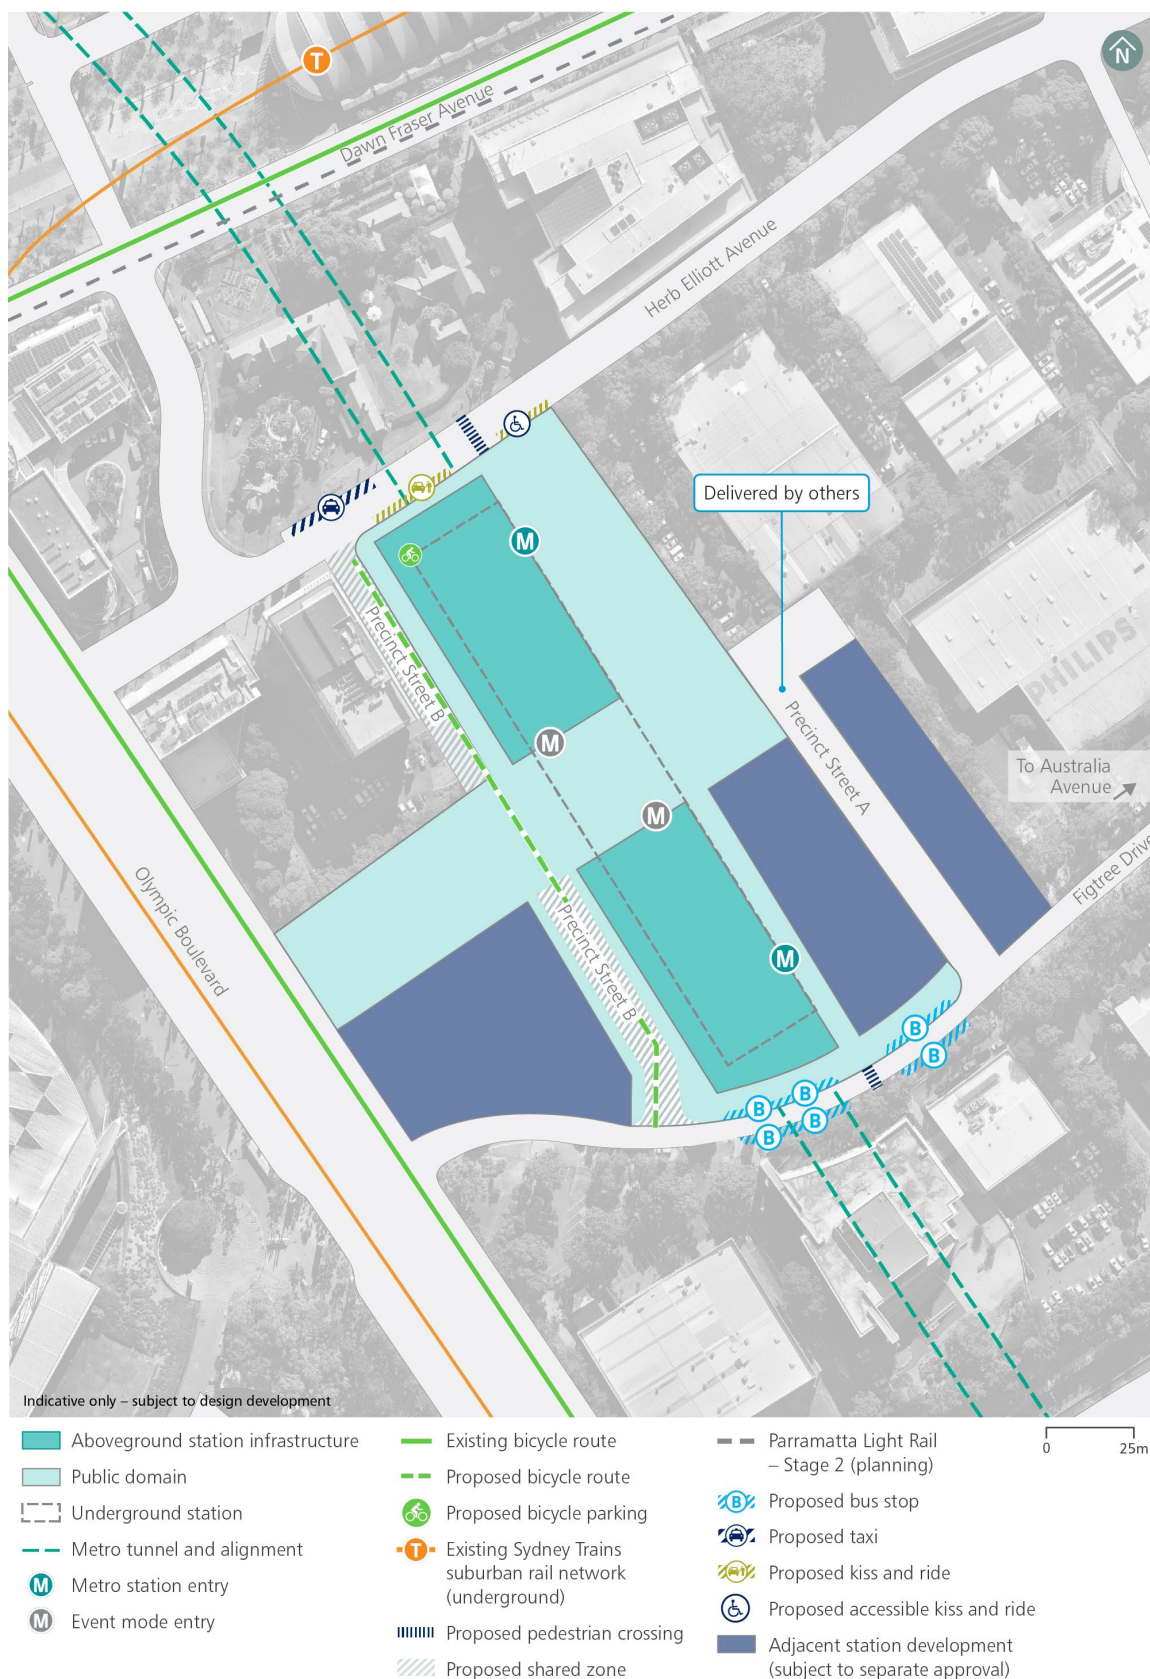 N
T
Dawn Fraser Avenue
Herb Elliott Avenue
Delivered by others
M
Precinct Street B
M
Precinct Street A
To Australia
Avenue
M
Figtree Drive
Olympic Boulevard
Precinct Street B
M
B
B
B
B
B
B
PHILIPS
Indicative only – subject to design development
Aboveground station infrastructure
Public domain
Underground station
Metro tunnel and alignment
M Metro station entry
M Event mode entry
Existing bicycle route
Proposed bicycle route
Proposed bicycle parking
T Existing Sydney Trains
suburban rail network
(underground)
Proposed pedestrian crossing
Proposed shared zone
Parramatta Light Rail
– Stage 2 (planning)
B Proposed bus stop
Proposed taxi
Proposed kiss and ride
Proposed accessible kiss and ride
Adjacent station development
(subject to separate approval)
0 25m